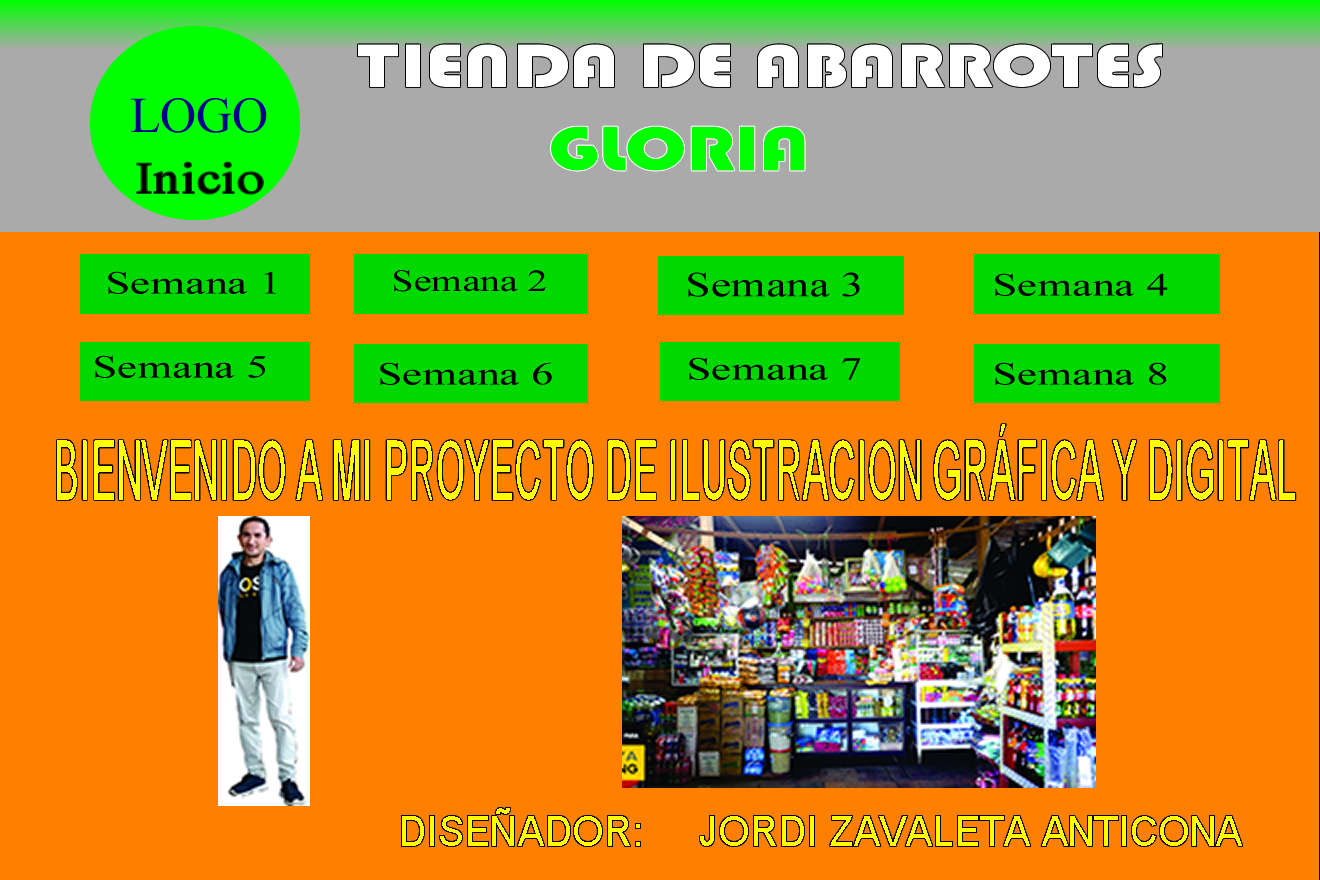 LOGO
Inicio
TIENDA DE ABARROTES
GLORIA
Semana 1
Semana 2
Semana 3
Semana 4
Semana 5
Semana 6
Semana 7
Semana 8
BIENVENIDO A MI PROYECTO DE ILUSTRACION GRÁFICA Y DIGITAL
DISEÑADOR: JORDI ZAVALETA ANTICONA